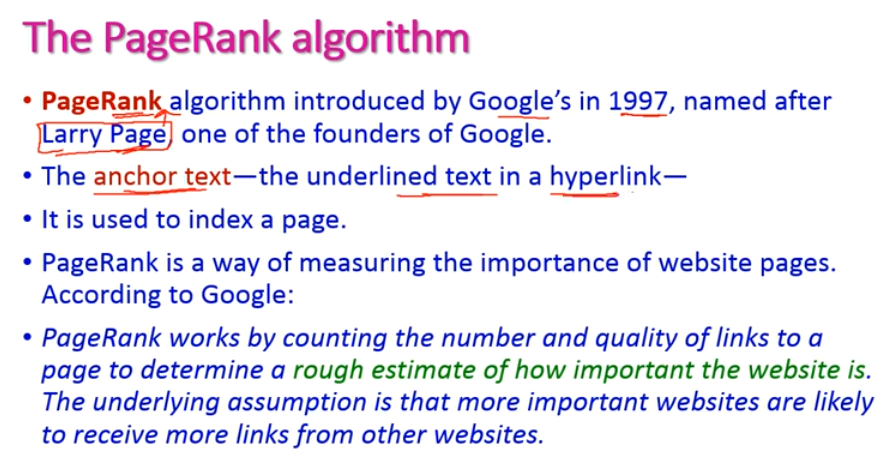 The PageRank algorithm
• PageRank algorithm introduced by Google's in 1997, named after
Larry Page, one of the founders of Google.
• The anchor text—the underlined text in a hyperlink—
• It is used to index a page.
• PageRank is a way of measuring the importance of website pages.
According to Google:
• PageRank works by counting the number and quality of links to a
page to determine a rough estimate of how important the website is.
The underlying assumption is that more important websites are likely
to receive more links from other websites.